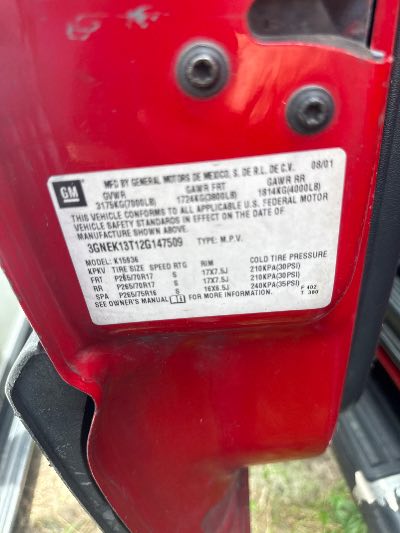 GM
MFD BY GENERAL MOTORS DE MEXICO, S. DE R.L. DE C.V. 08/01
GVWR GAWR FRT GAWR RR
3175KG(7000LB) 1724KG(3800LB) 1814KG(4000LB)
THIS VEHICLE CONFORMS TO ALL APPLICABLE U.S. FEDERAL MOTOR
VEHICLE SAFETY STANDARDS IN EFFECT ON THE DATE OF
MANUFACTURE SHOWN ABOVE.
3GNEK13T12G147509 TYPE: M.P.V.
MODEL: K15936
KPKV TIRE SIZE SPEED RTG RIM COLD TIRE PRESSURE
FRT P265/70R17 S 17X7.5J 210KPA(30PSI)
RR P265/70R17 S 17X7.5J 210KPA(30PSI)
SPA P265/75R16 S 16X6.5J 240KPA(35PSI)
SEE OWNER'S MANUAL FOR MORE INFORMATION.
F 402
T 390